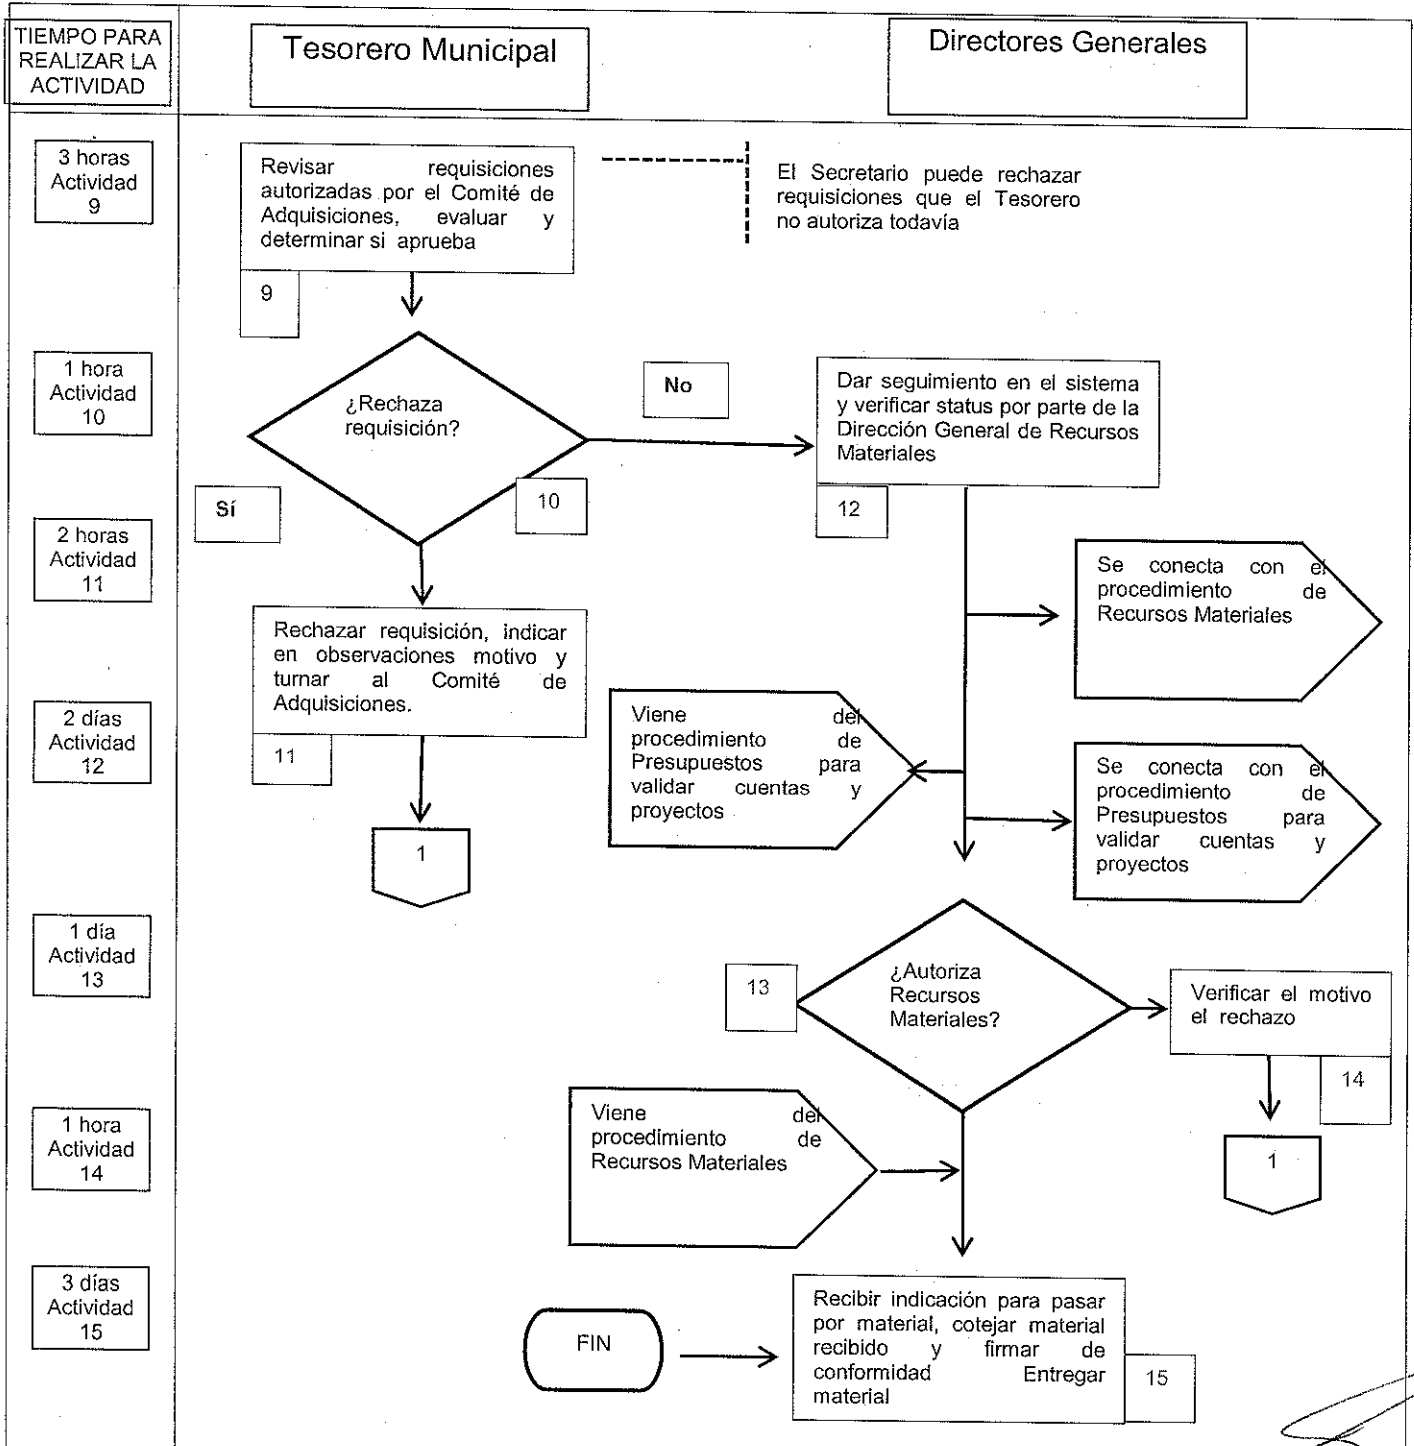 TIEMPO PARA
REALIZAR LA
ACTIVIDAD
Tesorero Municipal
Directores Generales
3 horas
Actividad
9
Revisar requisiciones
autorizadas por el Comité de
Adquisiciones, evaluar y
determinar si aprueba
9
El Secretario puede rechazar
requisiciones que el Tesorero
no autoriza todavía
1 hora
Actividad
10
¿Rechaza
requisición?
10
No
Sí
Dar seguimiento en el sistema
y verificar status por parte de la
Dirección General de Recursos
Materiales
12
2 horas
Actividad
11
Rechazar requisición, indicar
en observaciones motivo y
turnar al Comité de
Adquisiciones.
11
Se conecta con el
procedimiento de
Recursos Materiales
2 días
Actividad
12
Viene del
procedimiento de
Presupuestos para
validar cuentas y
proyectos
Se conecta con el
procedimiento de
Presupuestos para
validar cuentas y
proyectos
1
1 día
Actividad
13
13
¿Autoriza
Recursos
Materiales?
Verificar el motivo
el rechazo
14
1 hora
Actividad
14
Viene del
procedimiento de
Recursos Materiales
1
3 días
Actividad
15
FIN
Recibir indicación para pasar
por material, cotejar material
recibido y firmar de
conformidad Entregar
material
15